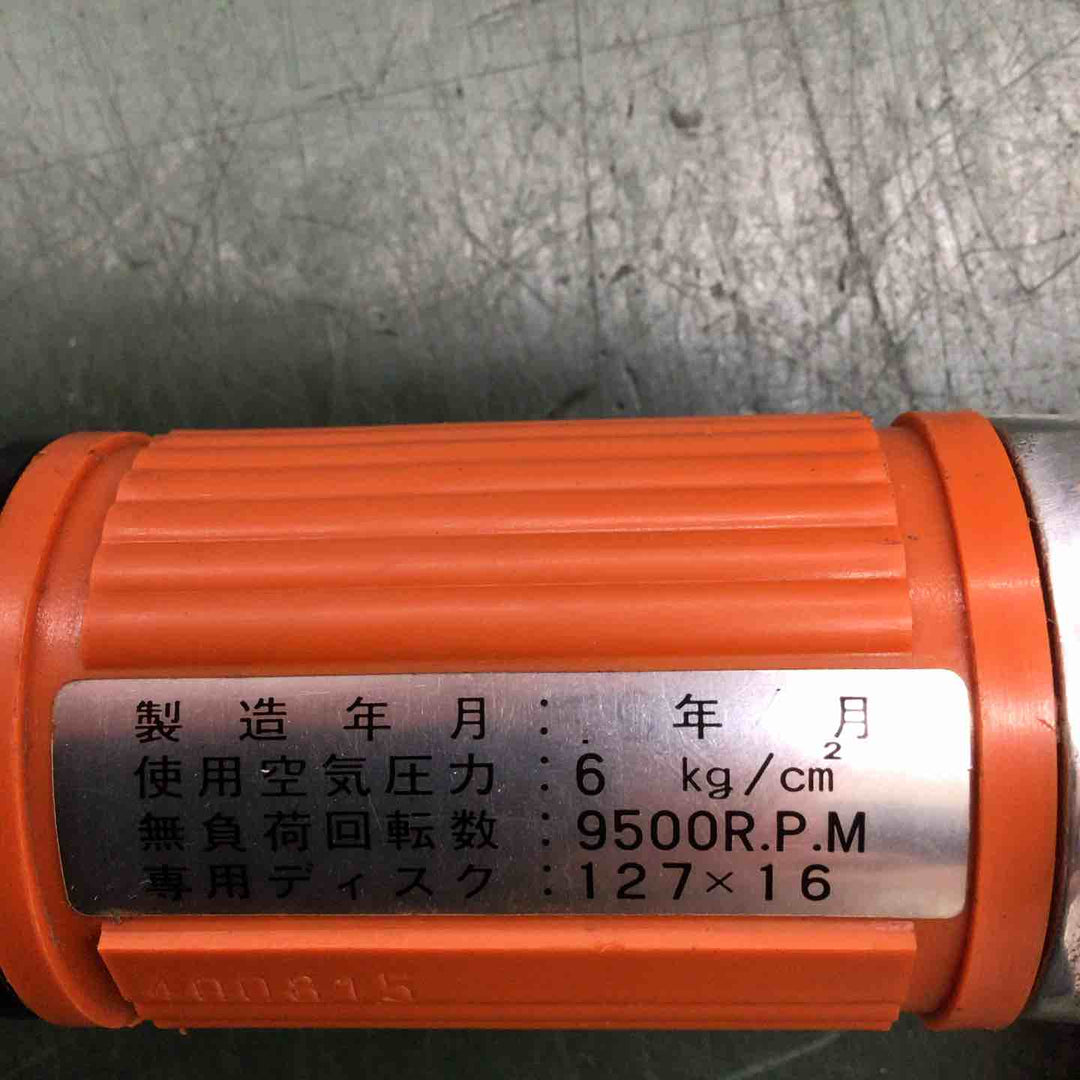 製造年月: 年 月
使用空気圧力:6 kg/cm²
無負荷回転数:9500R.P.M
専用ディスク:127×16
400815